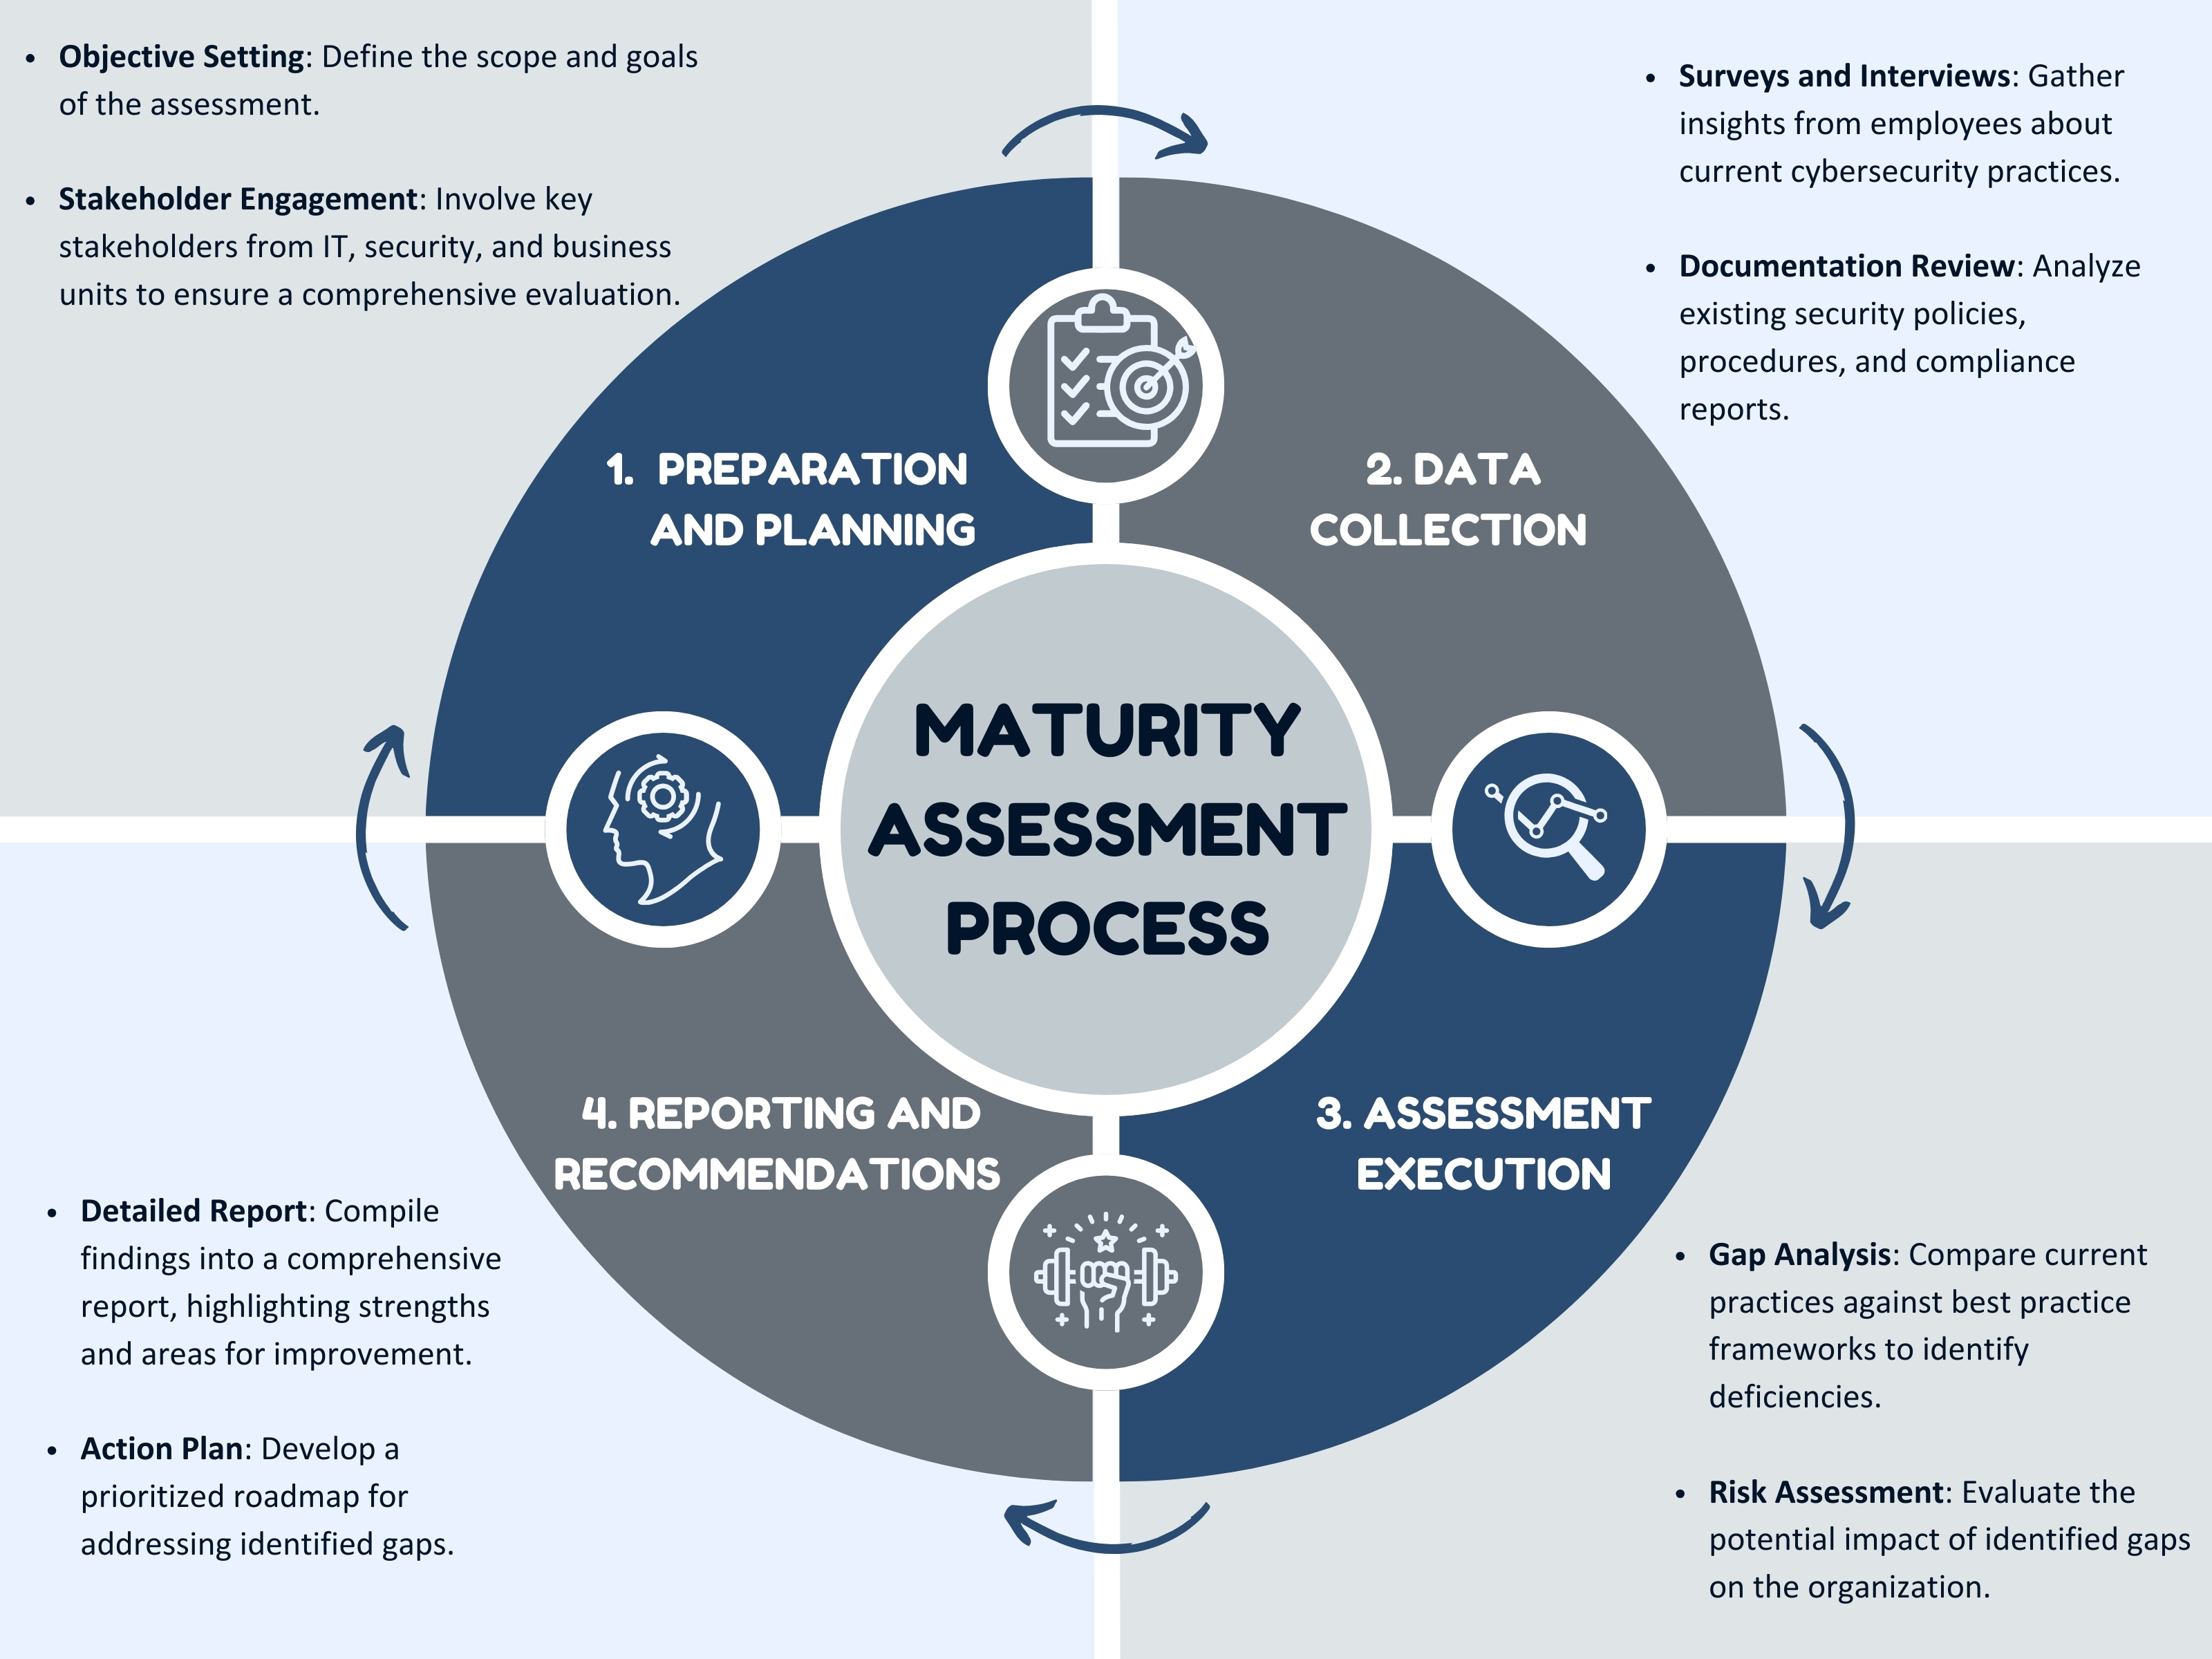 • Objective Setting: Define the scope and goals
of the assessment.
• Stakeholder Engagement: Involve key
stakeholders from IT, security, and business
units to ensure a comprehensive evaluation.
• Surveys and Interviews: Gather
insights from employees about
current cybersecurity practices.
• Documentation Review: Analyze
existing security policies,
procedures, and compliance
reports.
1. PREPARATION
AND PLANNING
2. DATA
COLLECTION
MATURITY
ASSESSMENT
PROCESS
4. REPORTING AND
RECOMMENDATIONS
3. ASSESSMENT
EXECUTION
• Detailed Report: Compile
findings into a comprehensive
report, highlighting strengths
and areas for improvement.
• Action Plan: Develop a
prioritized roadmap for
addressing identified gaps.
• Gap Analysis: Compare current
practices against best practice
frameworks to identify
deficiencies.
• Risk Assessment: Evaluate the
potential impact of identified gaps
on the organization.